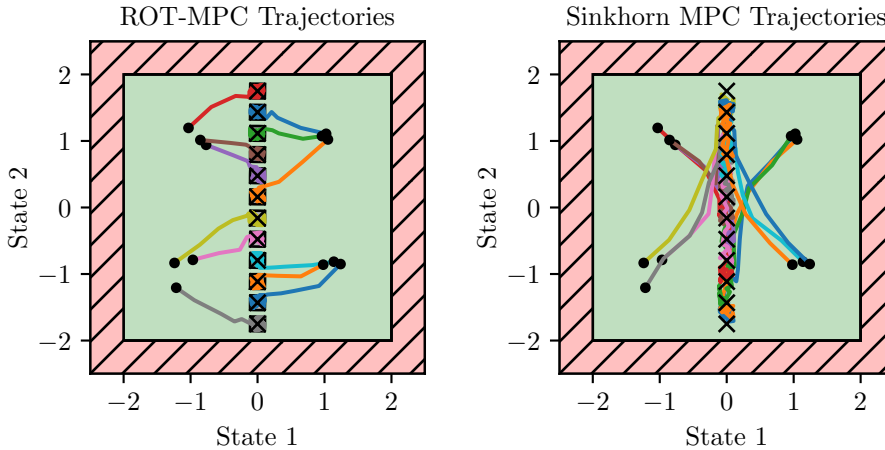 ROT-MPC Trajectories
2
1
0
−1
−2
−2 −1 0 1 2
State 1
State 2
Sinkhorn MPC Trajectories
2
1
0
−1
−2
−2 −1 0 1 2
State 1
State 2